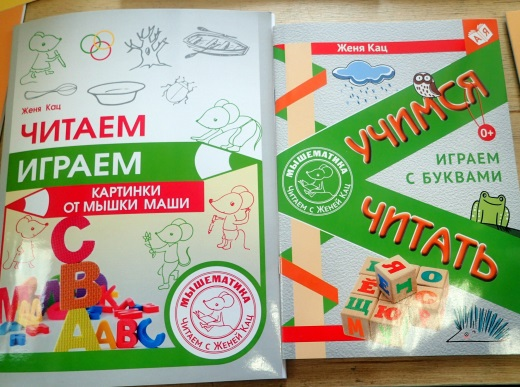 Женя Кац
ЧИТАЕМ
ИГРАЕМ
КАРТИНКИ
ОТ МЫШКИ МАШИ
С
В
А
АВС
МЫШЕМАТИКА
ЧИТАЕМ С ЖЕНЕЙ КАЦ
Женя Кац
А Я
УЧИМСЯ
0+
ИГРАЕМ
С БУКВАМИ
МЫШЕМАТИКА
ЧИТАЕМ С ЖЕНЕЙ КАЦ
ЧИТАТЬ